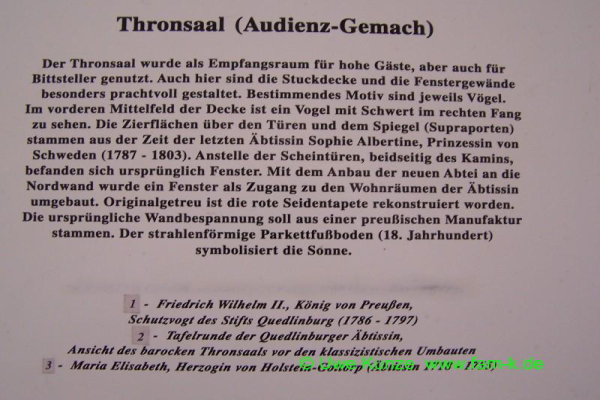 Thronsaal (Audienz-Gemach)
Der Thronsaal wurde als Empfangsraum für hohe Gäste, aber auch für
Bittsteller genutzt. Auch hier sind die Stuckdecke und die Fenstergewände
besonders prachtvoll gestaltet. Bestimmendes Motiv sind jeweils Vögel.
Im vorderen Mittelfeld der Decke ist ein Vogel mit Schwert im rechten Fang
zu sehen. Die Zierflächen über den Türen und dem Spiegel (Supraporten)
stammen aus der Zeit der letzten Äbtissin Sophie Albertine, Prinzessin von
Schweden (1787 - 1803). Anstelle der Scheintüren, beidseitig des Kamins,
befanden sich ursprünglich Fenster. Mit dem Anbau der neuen Abtei an die
Nordwand wurde ein Fenster als Zugang zu den Wohnräumen der Äbtissin
umgebaut. Originalgetreu ist die rote Seidentapete rekonstruiert worden.
Die ursprüngliche Wandbespannung soll aus einer preußischen Manufaktur
stammen. Der strahlenförmige Parkettfußboden (18. Jahrhundert)
symbolisiert die Sonne.
1 - Friedrich Wilhelm II., König von Preußen,
Schutzvogt des Stifts Quedlinburg (1786 - 1797)
2 - Tafelrunde der Quedlinburger Äbtissin,
Ansicht des barocken Thronsaals vor den klassizistischen Umbauten
3 - Maria Elisabeth, Herzogin von Holstein-Gottorp (Äbtissin